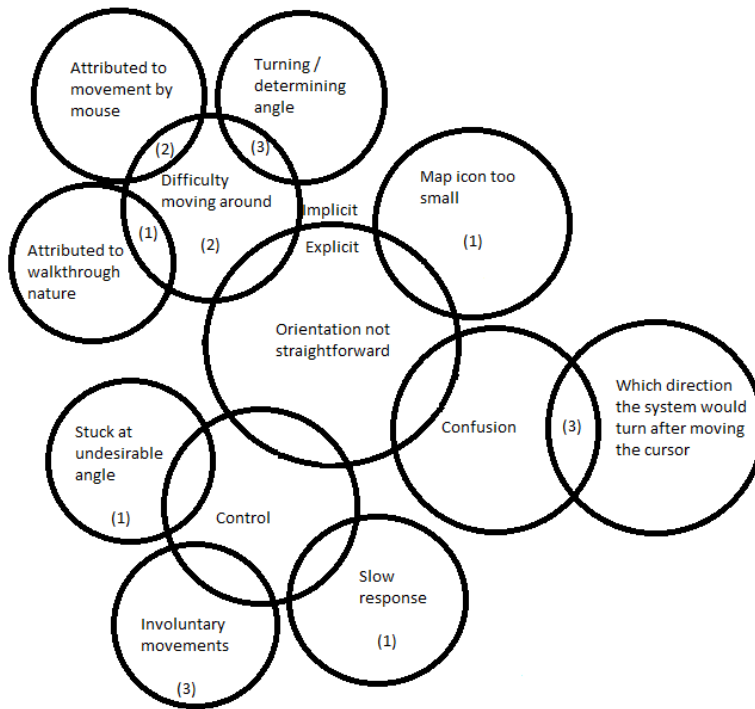 Attributed to
movement by
mouse
(2)
Turning /
determining
angle
(3)
Difficulty
moving around
(2)
(1)
Attributed to
walkthrough
nature
Implicit
Explicit
Map icon too
small
(1)
Orientation not
straightforward
Confusion
(3)
Which direction
the system would
turn after moving
the cursor
Stuck at
undesirable
angle
(1)
Control
Involuntary
movements
(3)
Slow
response
(1)